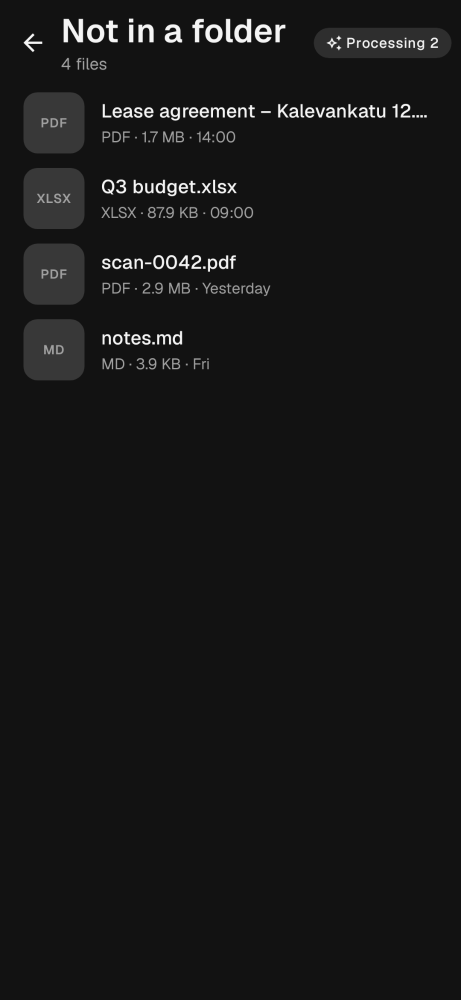 Not in a folder
4 files
Processing 2
PDF
Lease agreement – Kalevankatu 12....
PDF · 1.7 MB · 14:00
XLSX
Q3 budget.xlsx
XLSX · 87.9 KB · 09:00
PDF
scan-0042.pdf
PDF · 2.9 MB · Yesterday
MD
notes.md
MD · 3.9 KB · Fri